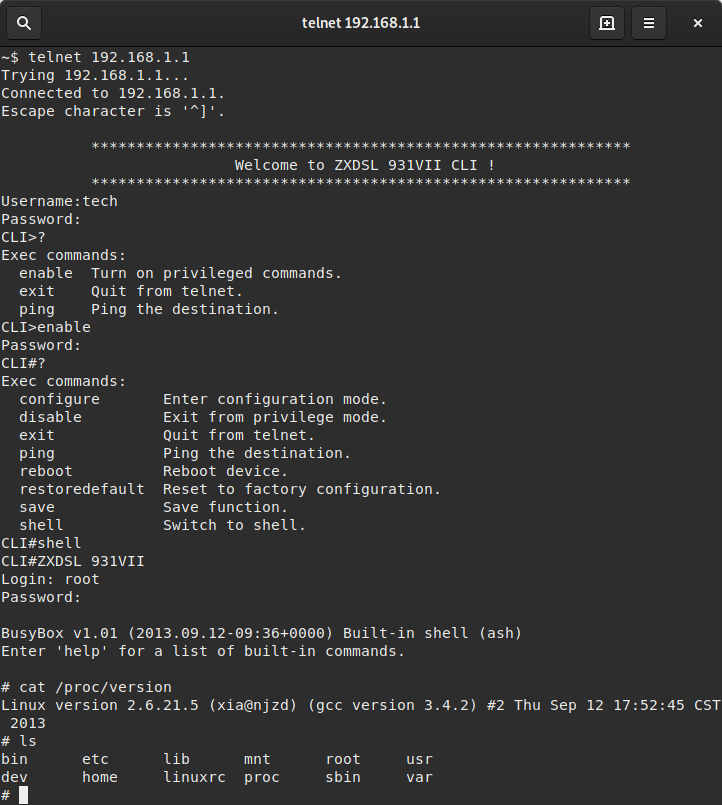 telnet 192.168.1.1
~$ telnet 192.168.1.1
Trying 192.168.1.1...
Connected to 192.168.1.1.
Escape character is '^]'.
************************************************************
Welcome to ZXDSL 931VII CLI !
************************************************************
Username:tech
Password:
CLI>?
Exec commands:
  enable  Turn on privileged commands.
  exit    Quit from telnet.
  ping    Ping the destination.
CLI>enable
Password:
CLI#?
Exec commands:
  configure       Enter configuration mode.
  disable         Exit from privilege mode.
  exit            Quit from telnet.
  ping            Ping the destination.
  reboot          Reboot device.
  restoredefault  Reset to factory configuration.
  save            Save function.
  shell           Switch to shell.
CLI#shell
CLI#ZXDSL 931VII
Login: root
Password:
BusyBox v1.01 (2013.09.12-09:36+0000) Built-in shell (ash)
Enter 'help' for a list of built-in commands.
# cat /proc/version
Linux version 2.6.21.5 (xia@njzd) (gcc version 3.4.2) #2 Thu Sep 12 17:52:45 CST
 2013
# ls
bin      etc      lib      mnt      root     usr
dev      home     linuxrc  proc     sbin     var
#